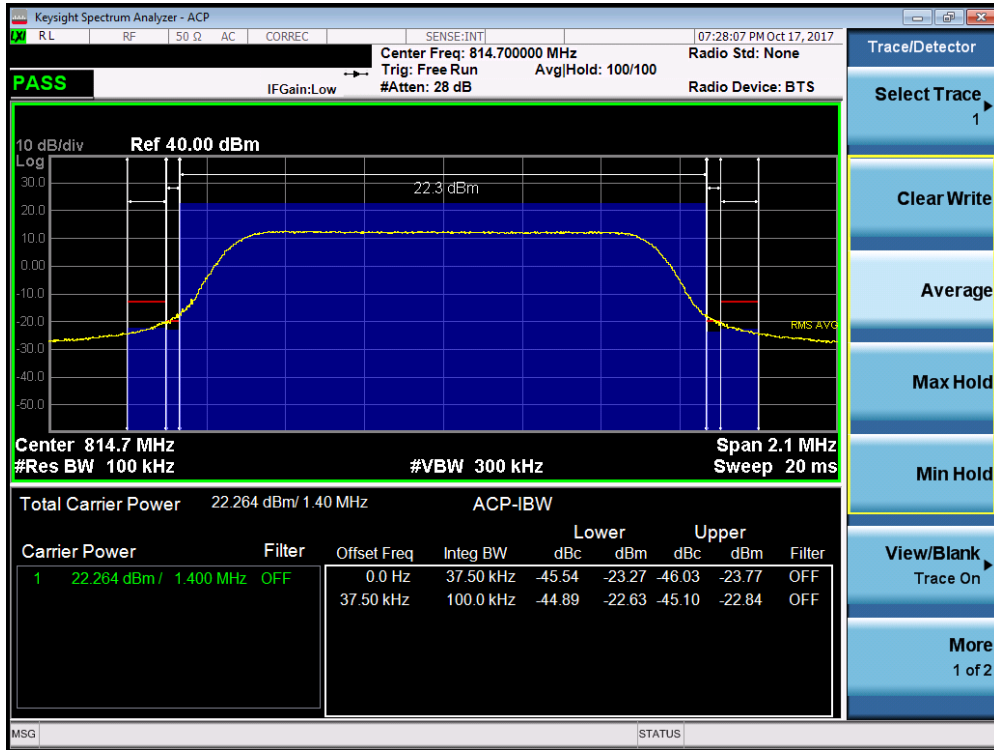 Keysight Spectrum Analyzer - ACP
LXI RL RF 50 Ω AC CORREC SENSE:INT 07:28:07 PM Oct 17, 2017
Center Freq: 814.700000 MHz Radio Std: None
Trig: Free Run Avg|Hold: 100/100
PASS IFGain:Low #Atten: 28 dB Radio Device: BTS
10 dB/div Ref 40.00 dBm
Log
30.0
22.3 dBm
20.0
10.0
0.00
-10.0
-20.0
RMS AVG
-30.0
-40.0
-50.0
Center 814.7 MHz Span 2.1 MHz
#Res BW 100 kHz #VBW 300 kHz Sweep 20 ms
Total Carrier Power 22.264 dBm/ 1.40 MHz ACP-IBW
Lower Upper
Carrier Power Filter Offset Freq Integ BW dBc dBm dBc dBm Filter
1 22.264 dBm / 1.400 MHz OFF 0.0 Hz 37.50 kHz -45.54 -23.27 -46.03 -23.77 OFF
37.50 kHz 100.0 kHz -44.89 -22.63 -45.10 -22.84 OFF
MSG STATUS
Trace/Detector
Select Trace
1
Clear Write
Average
Max Hold
Min Hold
View/Blank
Trace On
More
1 of 2